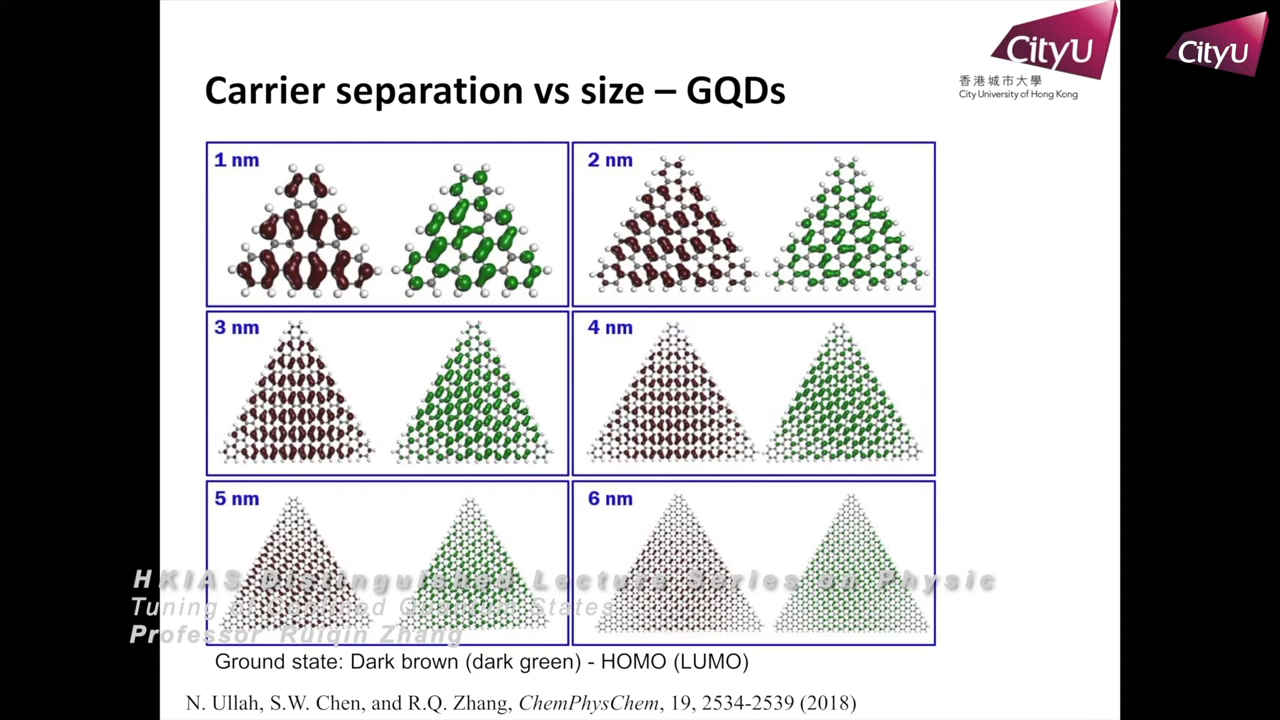 CityU
香港城市大學
City University of Hong Kong
CityU
Carrier separation vs size – GQDs
1 nm
2 nm
3 nm
4 nm
5 nm
6 nm
HKIAS Distinguished Lecture Series on Physic
Tuning of Confined Quantum States
Professor Ruiqin Zhang
Ground state: Dark brown (dark green) - HOMO (LUMO)
N. Ullah, S.W. Chen, and R.Q. Zhang, ChemPhysChem, 19, 2534-2539 (2018)